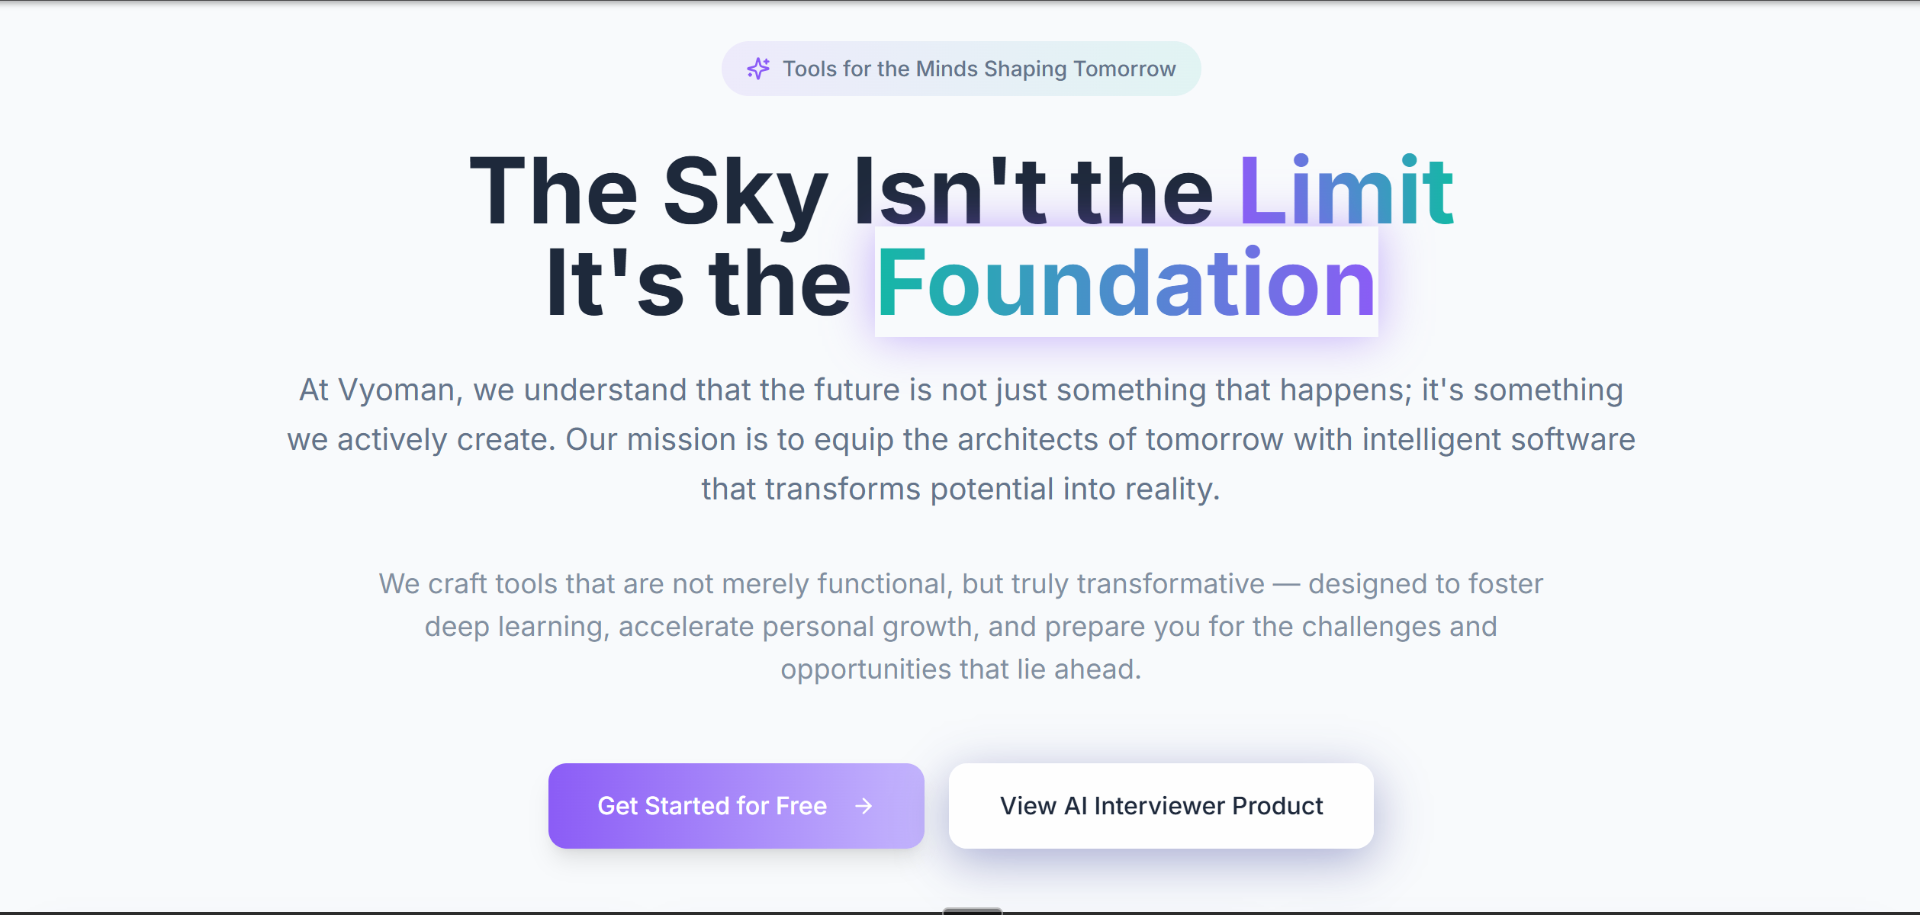 Tools for the Minds Shaping Tomorrow
The Sky Isn't the Limit
It's the Foundation
At Vyoman, we understand that the future is not just something that happens; it's something
we actively create. Our mission is to equip the architects of tomorrow with intelligent software
that transforms potential into reality.
We craft tools that are not merely functional, but truly transformative — designed to foster
deep learning, accelerate personal growth, and prepare you for the challenges and
opportunities that lie ahead.
Get Started for Free →
View AI Interviewer Product